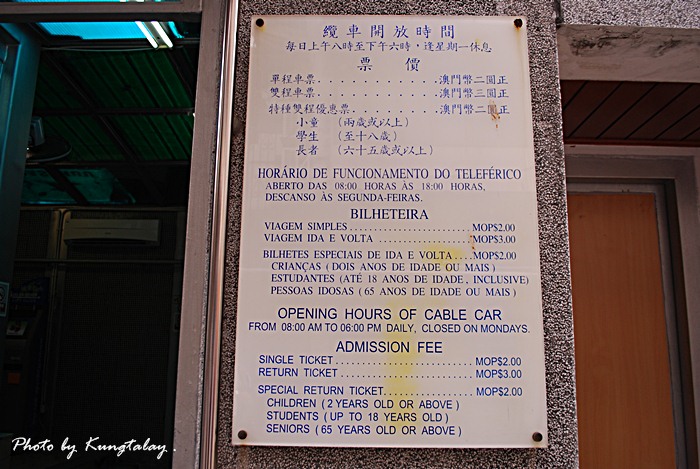 纜車開放時間
每日上午八時至下午六時，逢星期一休息
票價
單程車票............澳門幣二圓正
雙程車票............澳門幣三圓正
特種雙程優惠票............澳門幣二圓正
小童 （兩歲或以上）
學生 （至十八歲）
長者 （六十五歲或以上）
HORÁRIO DE FUNCIONAMENTO DO TELEFÉRICO
ABERTO DAS 08:00 HORAS ÀS 18:00 HORAS,
DESCANSO ÀS SEGUNDA-FEIRAS.
BILHETEIRA
VIAGEM SIMPLES............MOP$2.00
VIAGEM IDA E VOLTA............MOP$3.00
BILHETES ESPECIAIS DE IDA E VOLTA....MOP$2.00
CRIANÇAS (DOIS ANOS DE IDADE OU MAIS)
ESTUDANTES (ATÉ 18 ANOS DE IDADE, INCLUSIVE)
PESSOAS IDOSAS (65 ANOS DE IDADE OU MAIS)
OPENING HOURS OF CABLE CAR
FROM 08:00 AM TO 06:00 PM DAILY, CLOSED ON MONDAYS.
ADMISSION FEE
SINGLE TICKET............MOP$2.00
RETURN TICKET............MOP$3.00
SPECIAL RETURN TICKET............MOP$2.00
CHILDREN (2 YEARS OLD OR ABOVE)
STUDENTS (UP TO 18 YEARS OLD)
SENIORS (65 YEARS OLD OR ABOVE)
Photo by Kungtalay.